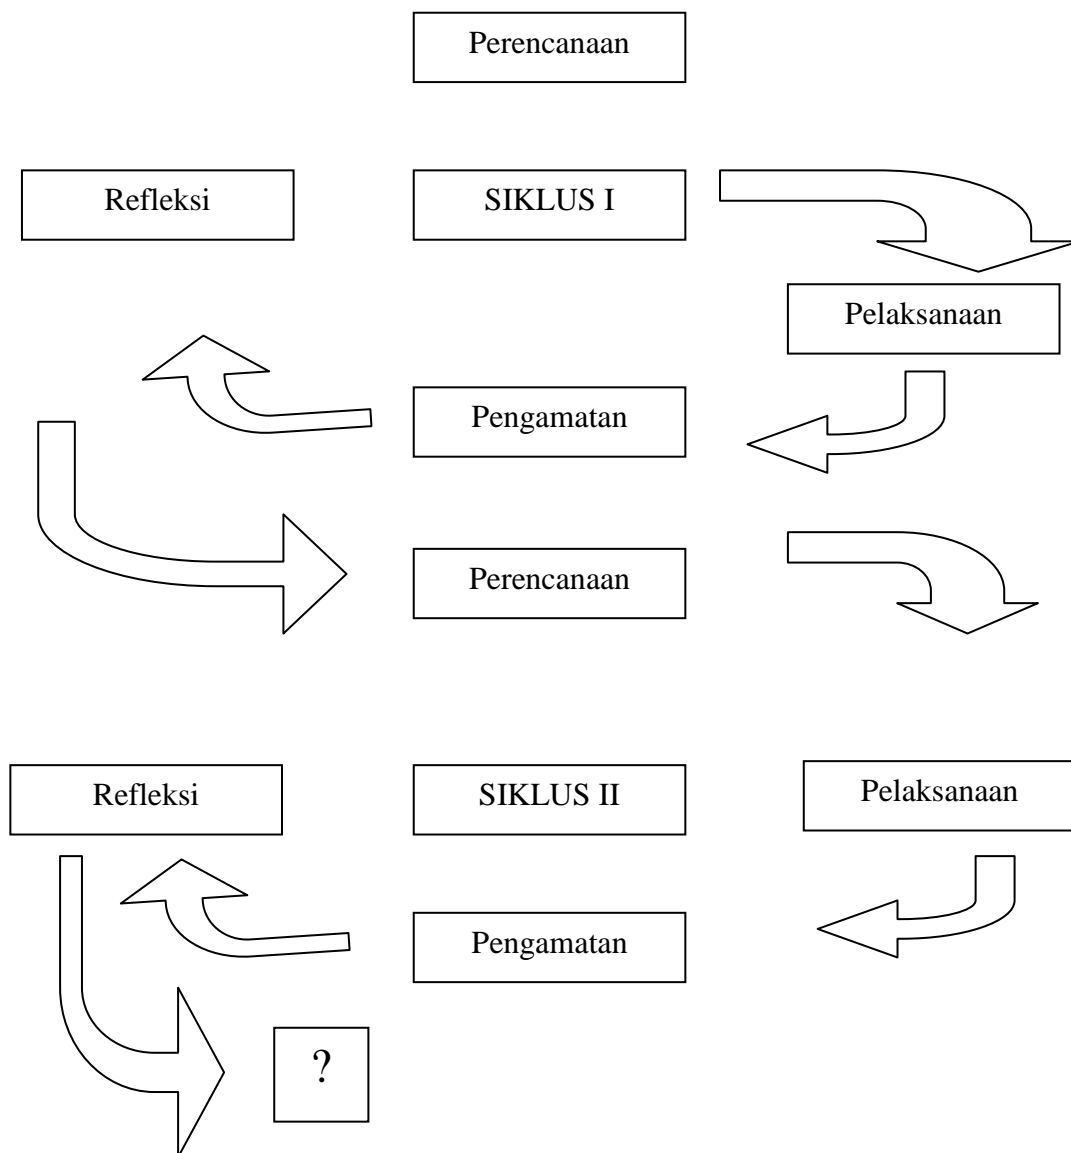 Perencanaan
Refleksi
SIKLUS I
Pelaksanaan
Pengamatan
Perencanaan
Refleksi
SIKLUS II
Pelaksanaan
Pengamatan
?